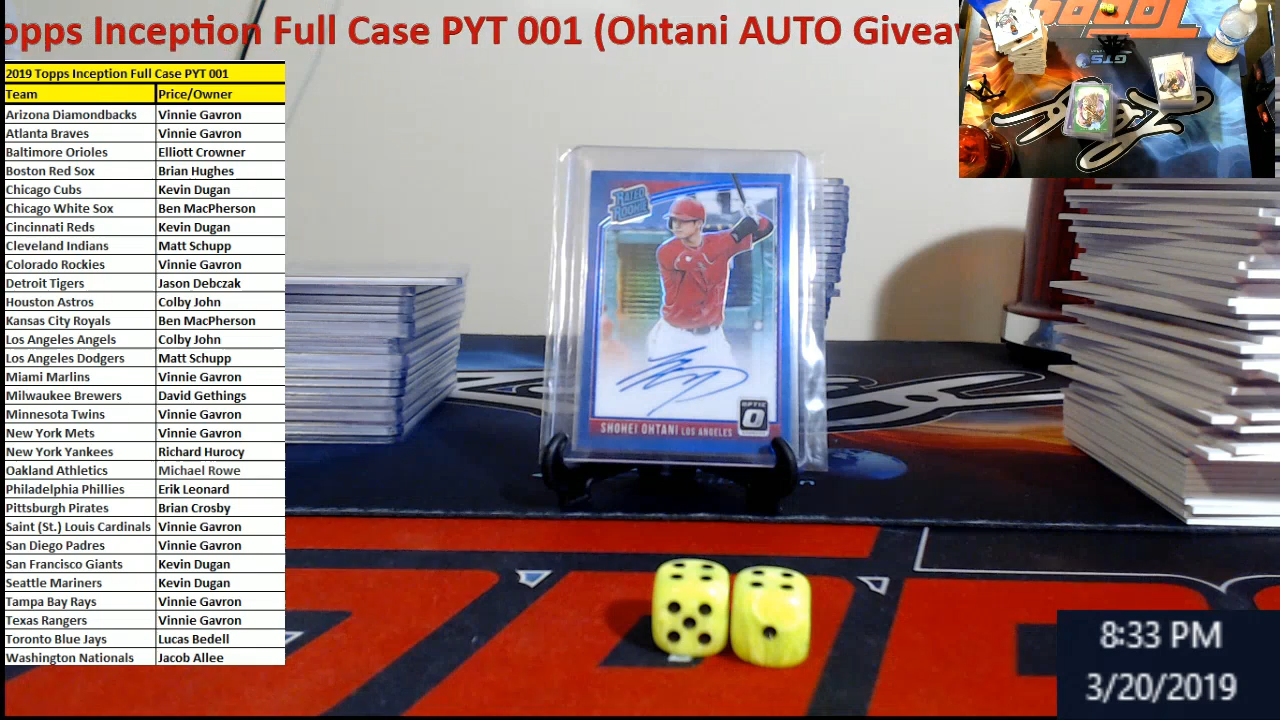 opps Inception Full Case PYT 001 (Ohtani AUTO Giveaw
2019 Topps Inception Full Case PYT 001
Team Price/Owner
Arizona Diamondbacks Vinnie Gavron
Atlanta Braves Vinnie Gavron
Baltimore Orioles Elliott Crowner
Boston Red Sox Brian Hughes
Chicago Cubs Kevin Dugan
Chicago White Sox Ben MacPherson
Cincinnati Reds Kevin Dugan
Cleveland Indians Matt Schupp
Colorado Rockies Vinnie Gavron
Detroit Tigers Jason Debczak
Houston Astros Colby John
Kansas City Royals Ben MacPherson
Los Angeles Angels Colby John
Los Angeles Dodgers Matt Schupp
Miami Marlins Vinnie Gavron
Milwaukee Brewers David Gethings
Minnesota Twins Vinnie Gavron
New York Mets Vinnie Gavron
New York Yankees Richard Hurocy
Oakland Athletics Michael Rowe
Philadelphia Phillies Erik Leonard
Pittsburgh Pirates Brian Crosby
Saint (St.) Louis Cardinals Vinnie Gavron
San Diego Padres Vinnie Gavron
San Francisco Giants Kevin Dugan
Seattle Mariners Kevin Dugan
Tampa Bay Rays Vinnie Gavron
Texas Rangers Vinnie Gavron
Toronto Blue Jays Lucas Bedell
Washington Nationals Jacob Allee
RATED
ROOKIE
OPTIC
SHOHEI OHTANI LOS ANGELES
GTS
8:33 PM
3/20/2019